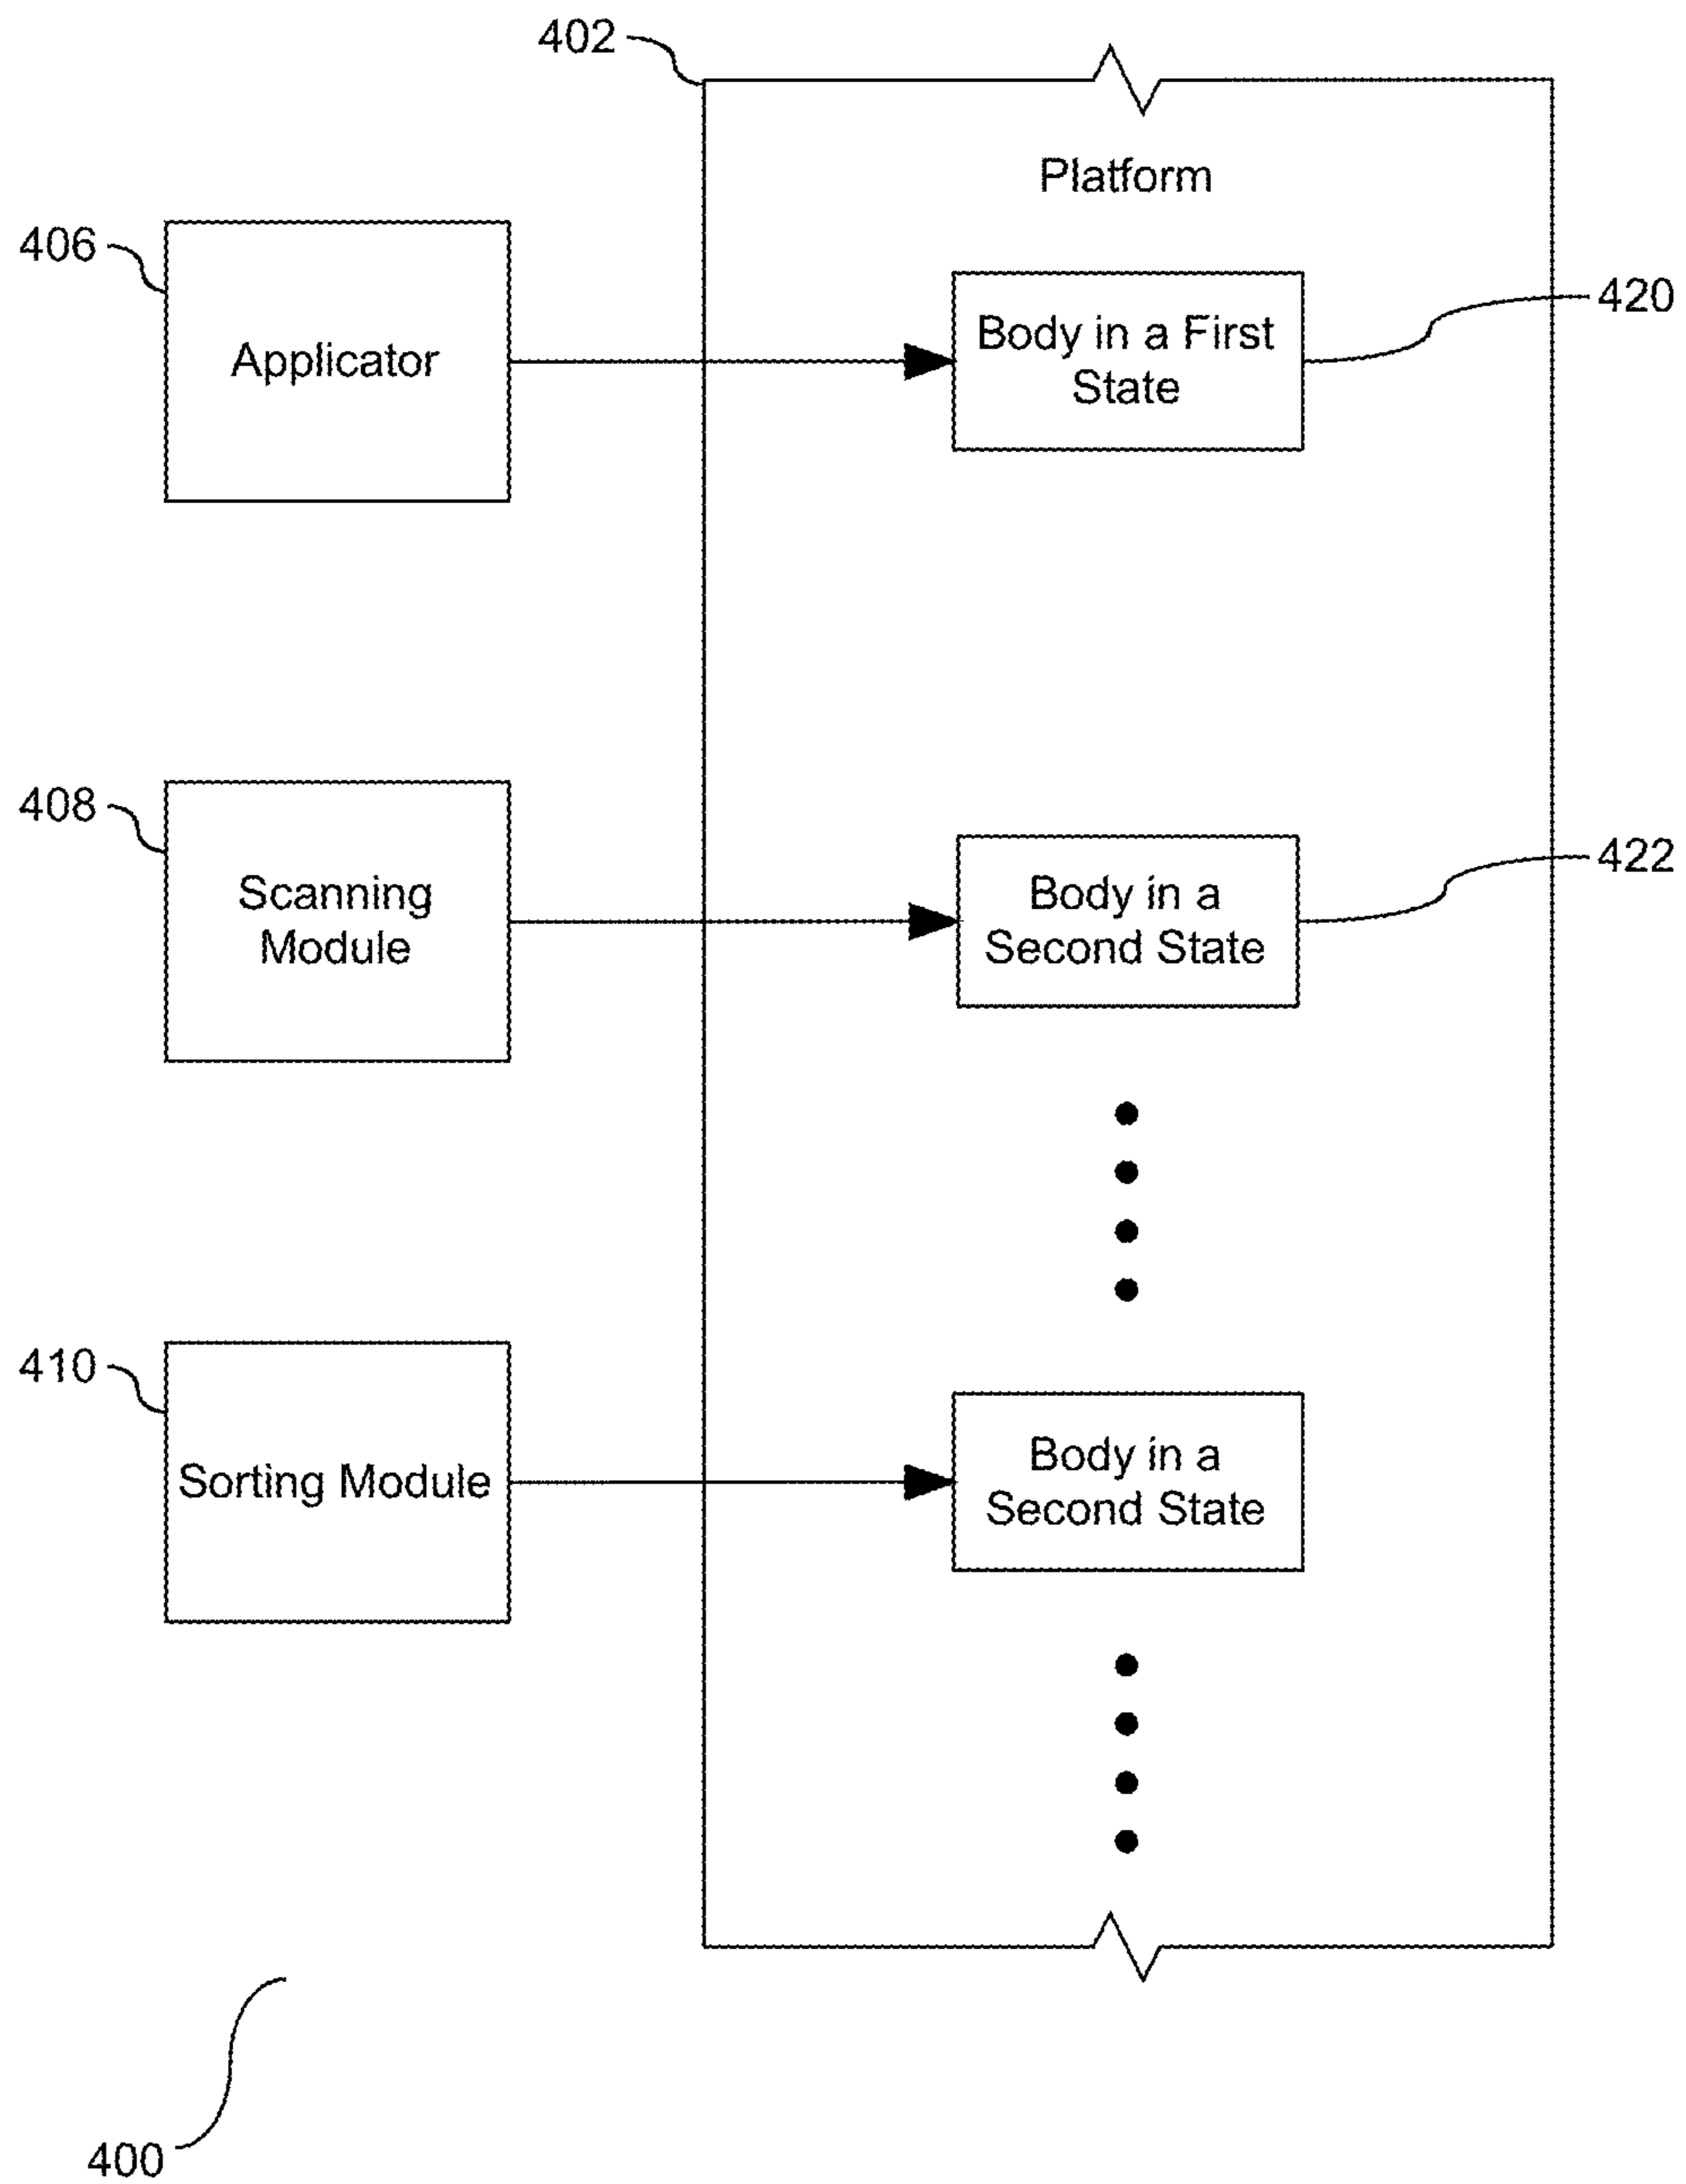 402
Platform
406
Applicator
Body in a First
State
420
408
Scanning
Module
Body in a
Second State
422
410
Sorting Module
Body in a
Second State
400